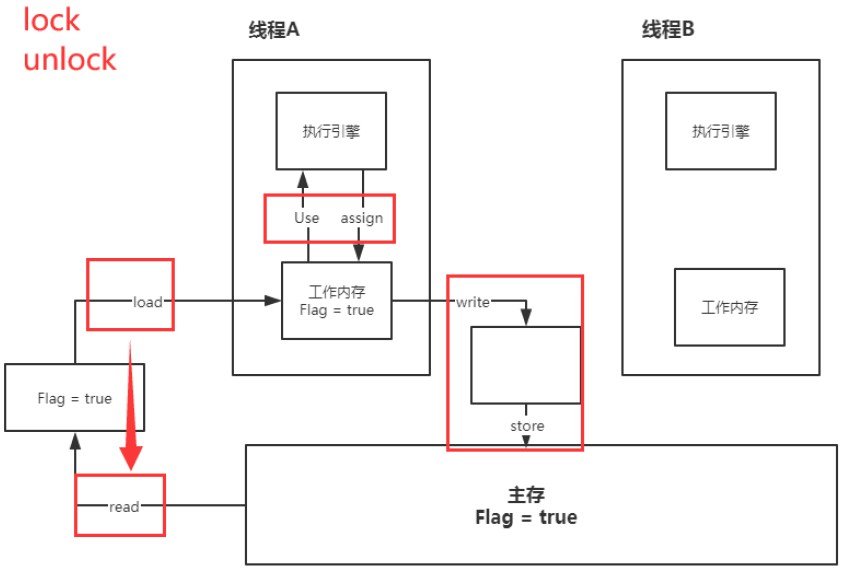 lock
unlock
线程A
线程B
执行引擎
执行引擎
Use
assign
工作内存
Flag = true
工作内存
load
write
Flag = true
store
read
主存
Flag = true